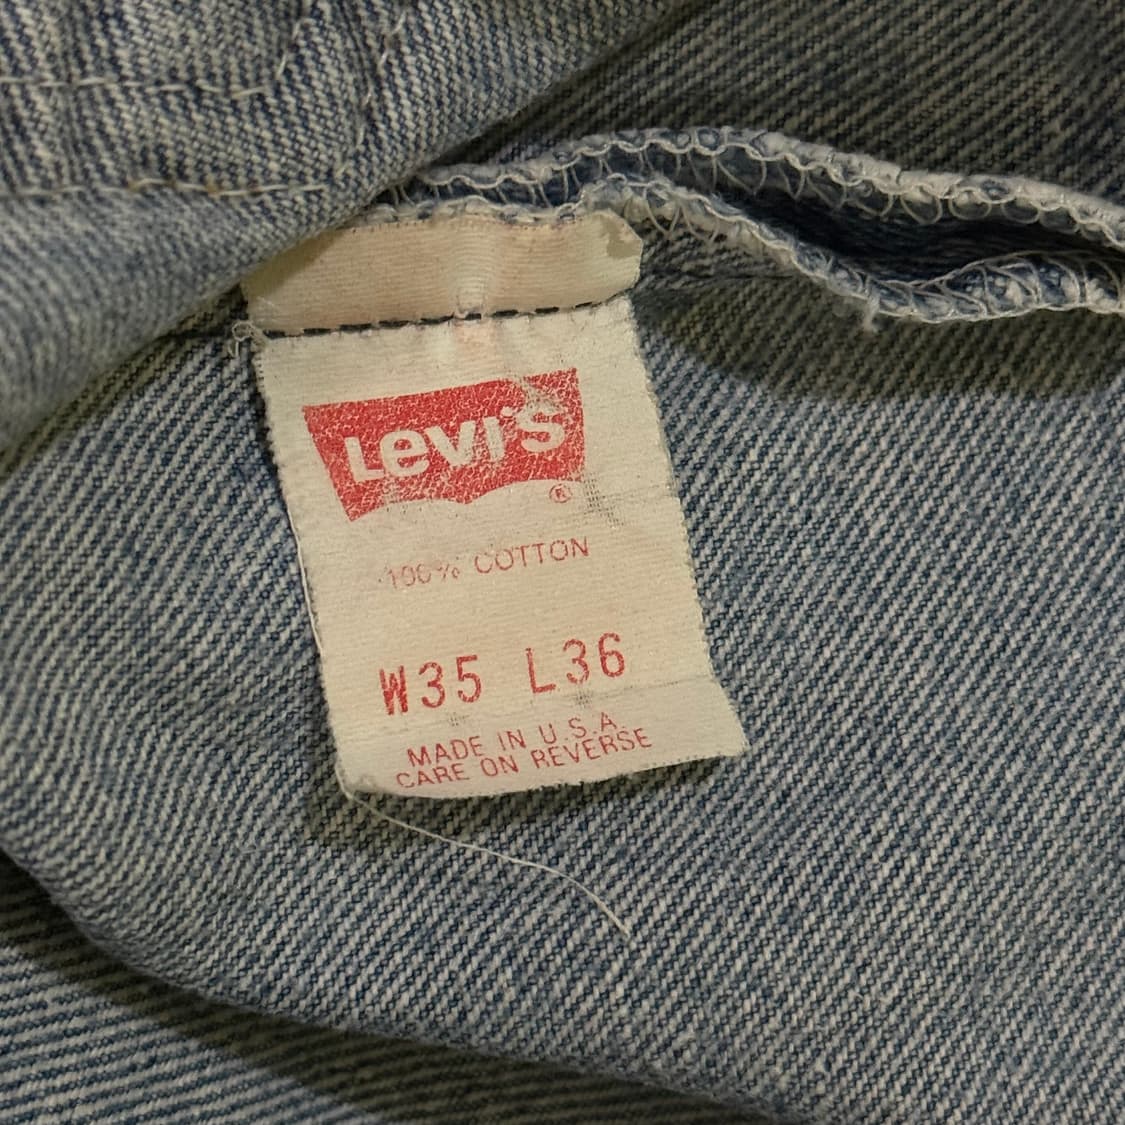 Levi's
®
100% COTTON
W35 L36
MADE IN U.S.A.
CARE ON REVERSE